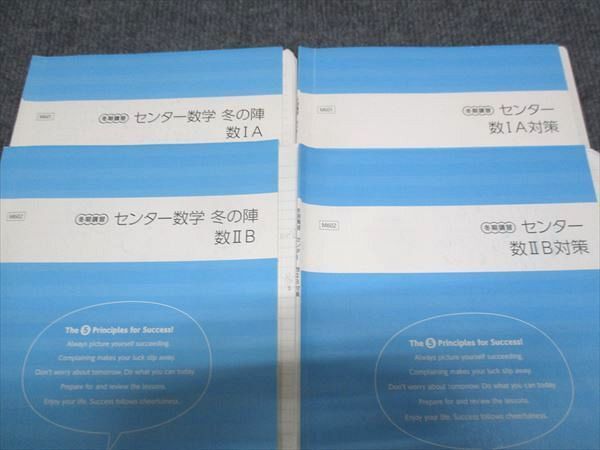 M601
冬期講習 センター数学 冬の陣
数ⅠA
M601
冬期講習 センター
数ⅠA対策
M602
冬期講習 センター数学 冬の陣
数ⅡB
The 5 Principles for Success!
Always picture yourself succeeding.
Complaining makes your luck slip away.
Don't worry about tomorrow. Do what you can today.
Prepare for and review the lessons.
Enjoy your life. Success follows cheerfulness.
M602
冬期講習 センター
数ⅡB対策
The 5 Principles for Success!
Always picture yourself succeeding.
Complaining makes your luck slip away.
Don't worry about tomorrow. Do what you can today.
Prepare for and review the lessons.
Enjoy your life. Success follows cheerfulness.